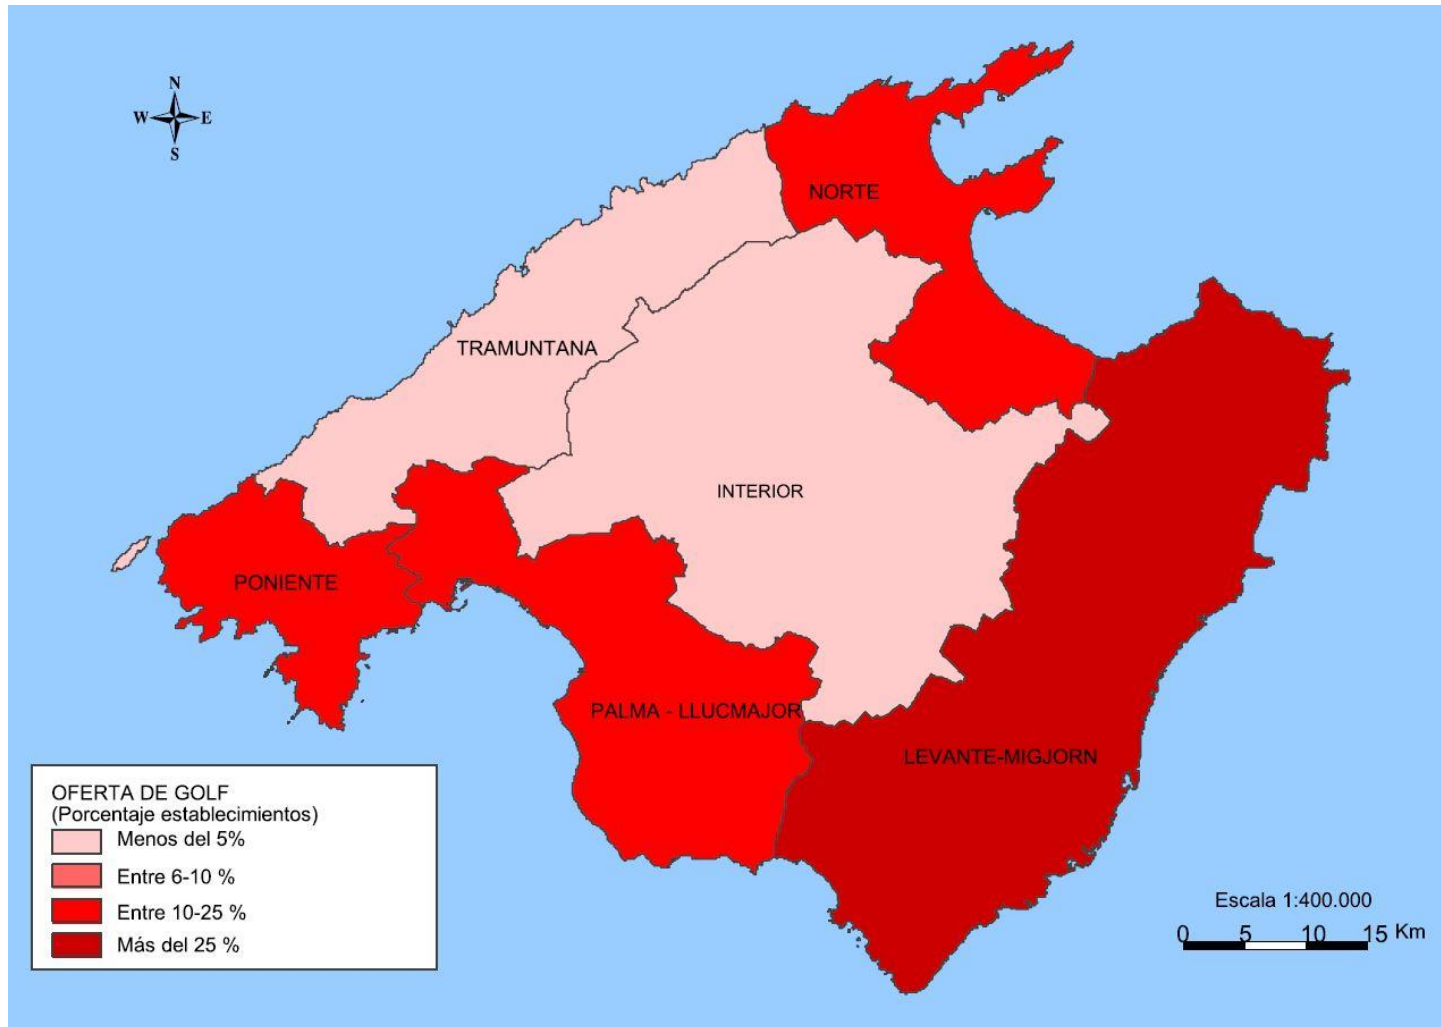 N
W E
S
NORTE
TRAMUNTANA
INTERIOR
PONIENTE
PALMA - LLUCMAJOR
LEVANTE-MIGJORN
OFERTA DE GOLF
(Porcentaje establecimientos)
Menos del 5%
Entre 6-10 %
Entre 10-25 %
Más del 25 %
Escala 1:400.000
0 5 10 15 Km